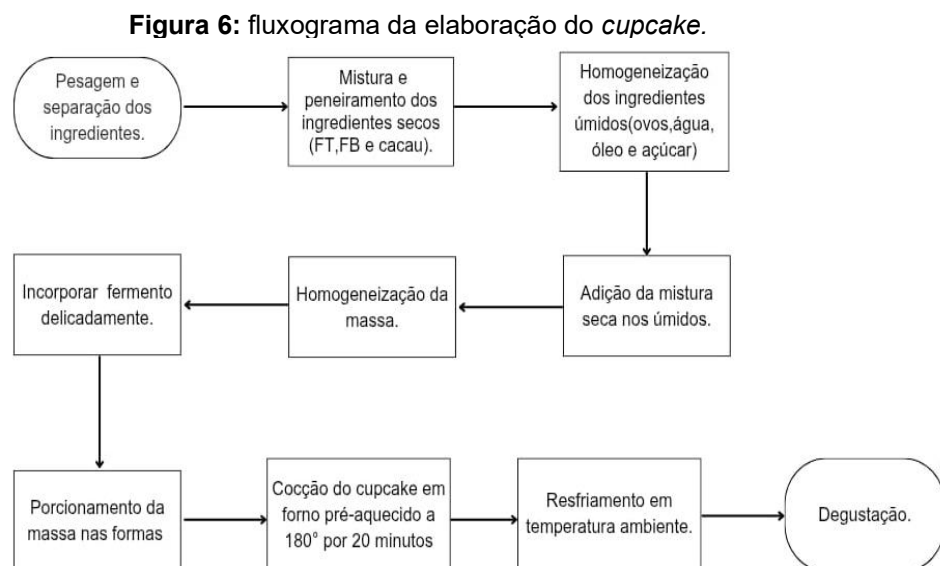 Figura 6: fluxograma da elaboração do cupcake.
Pesagem e
separação dos
ingredientes.
Mistura e
peneiramento dos
ingredientes secos
(FT,FB e cacau).
Homogeneização
dos ingredientes
úmidos(ovos,água,
óleo e açúcar)
Adição da mistura
seca nos úmidos.
Homogeneização da
massa.
Incorporar fermento
delicadamente.
Porcionamento da
massa nas formas
Cocção do cupcake em
forno pré-aquecido a
180° por 20 minutos
Resfriamento em
temperatura ambiente.
Degustação.